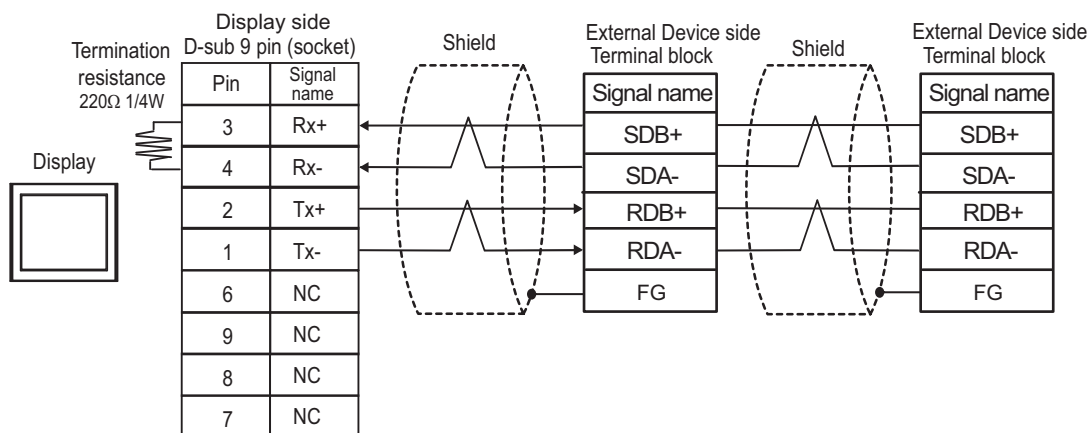 Display side
D-sub 9 pin (socket)
Termination
resistance
220Ω 1/4W
Display
Pin Signal name
3 Rx+
4 Rx-
2 Tx+
1 Tx-
6 NC
9 NC
8 NC
7 NC
Shield
External Device side
Terminal block
Signal name
SDB+
SDA-
RDB+
RDA-
FG
Shield
External Device side
Terminal block
Signal name
SDB+
SDA-
RDB+
RDA-
FG